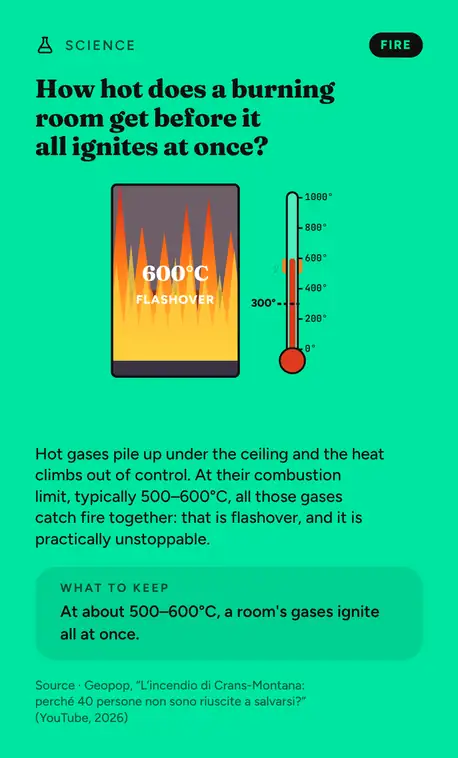 SCIENCE
FIRE
How hot does a burning
room get before it
all ignites at once?
600°C
FLASHOVER
1000°
800°
600°
400°
300°
200°
0°
Hot gases pile up under the ceiling and the heat
climbs out of control. At their combustion
limit, typically 500–600°C, all those gases
catch fire together: that is flashover, and it is
practically unstoppable.
WHAT TO KEEP
At about 500–600°C, a room's gases ignite
all at once.
Source · Geopop, “L’incendio di Crans-Montana:
perché 40 persone non sono riuscite a salvarsi?”
(YouTube, 2026)